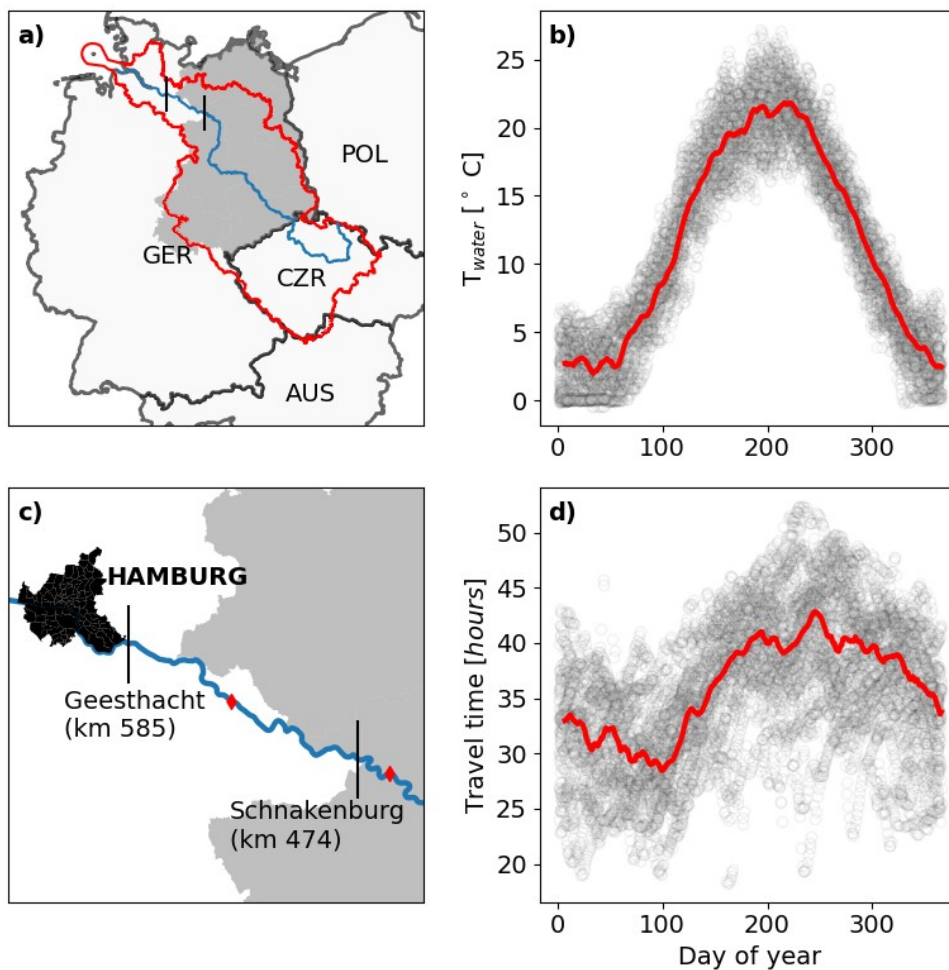 a)
POL
GER
CZR
AUS
b)
T_water [° C]
25
20
15
10
5
0
0 100 200 300
c)
HAMBURG
Geesthacht
(km 585)
Schnakenburg
(km 474)
d)
Travel time [hours]
50
45
40
35
30
25
20
0 100 200 300
Day of year